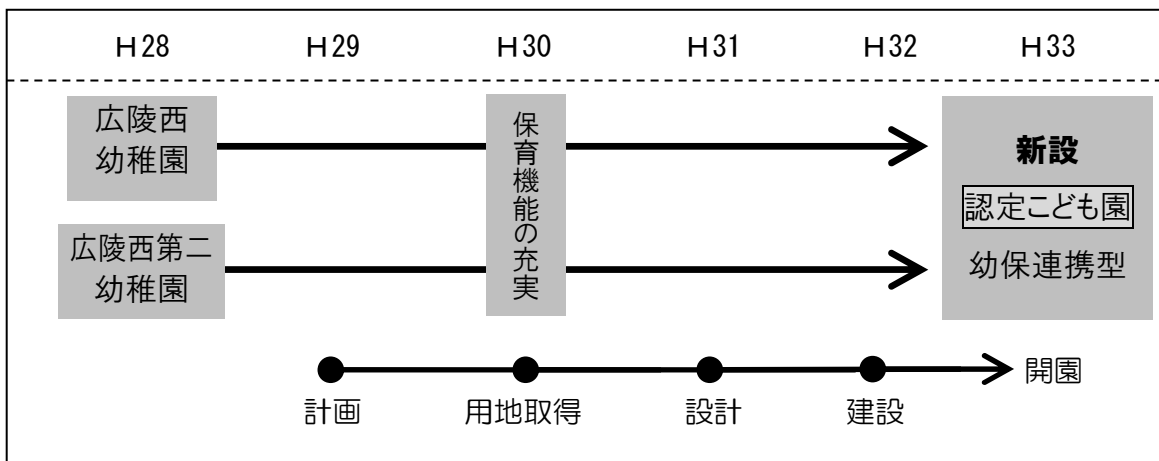 H28 H29 H30 H31 H32 H33
広陵西
幼稚園
保育機能の充実
新設
認定こども園
幼保連携型
広陵西第二
幼稚園
開園
計画 用地取得 設計 建設